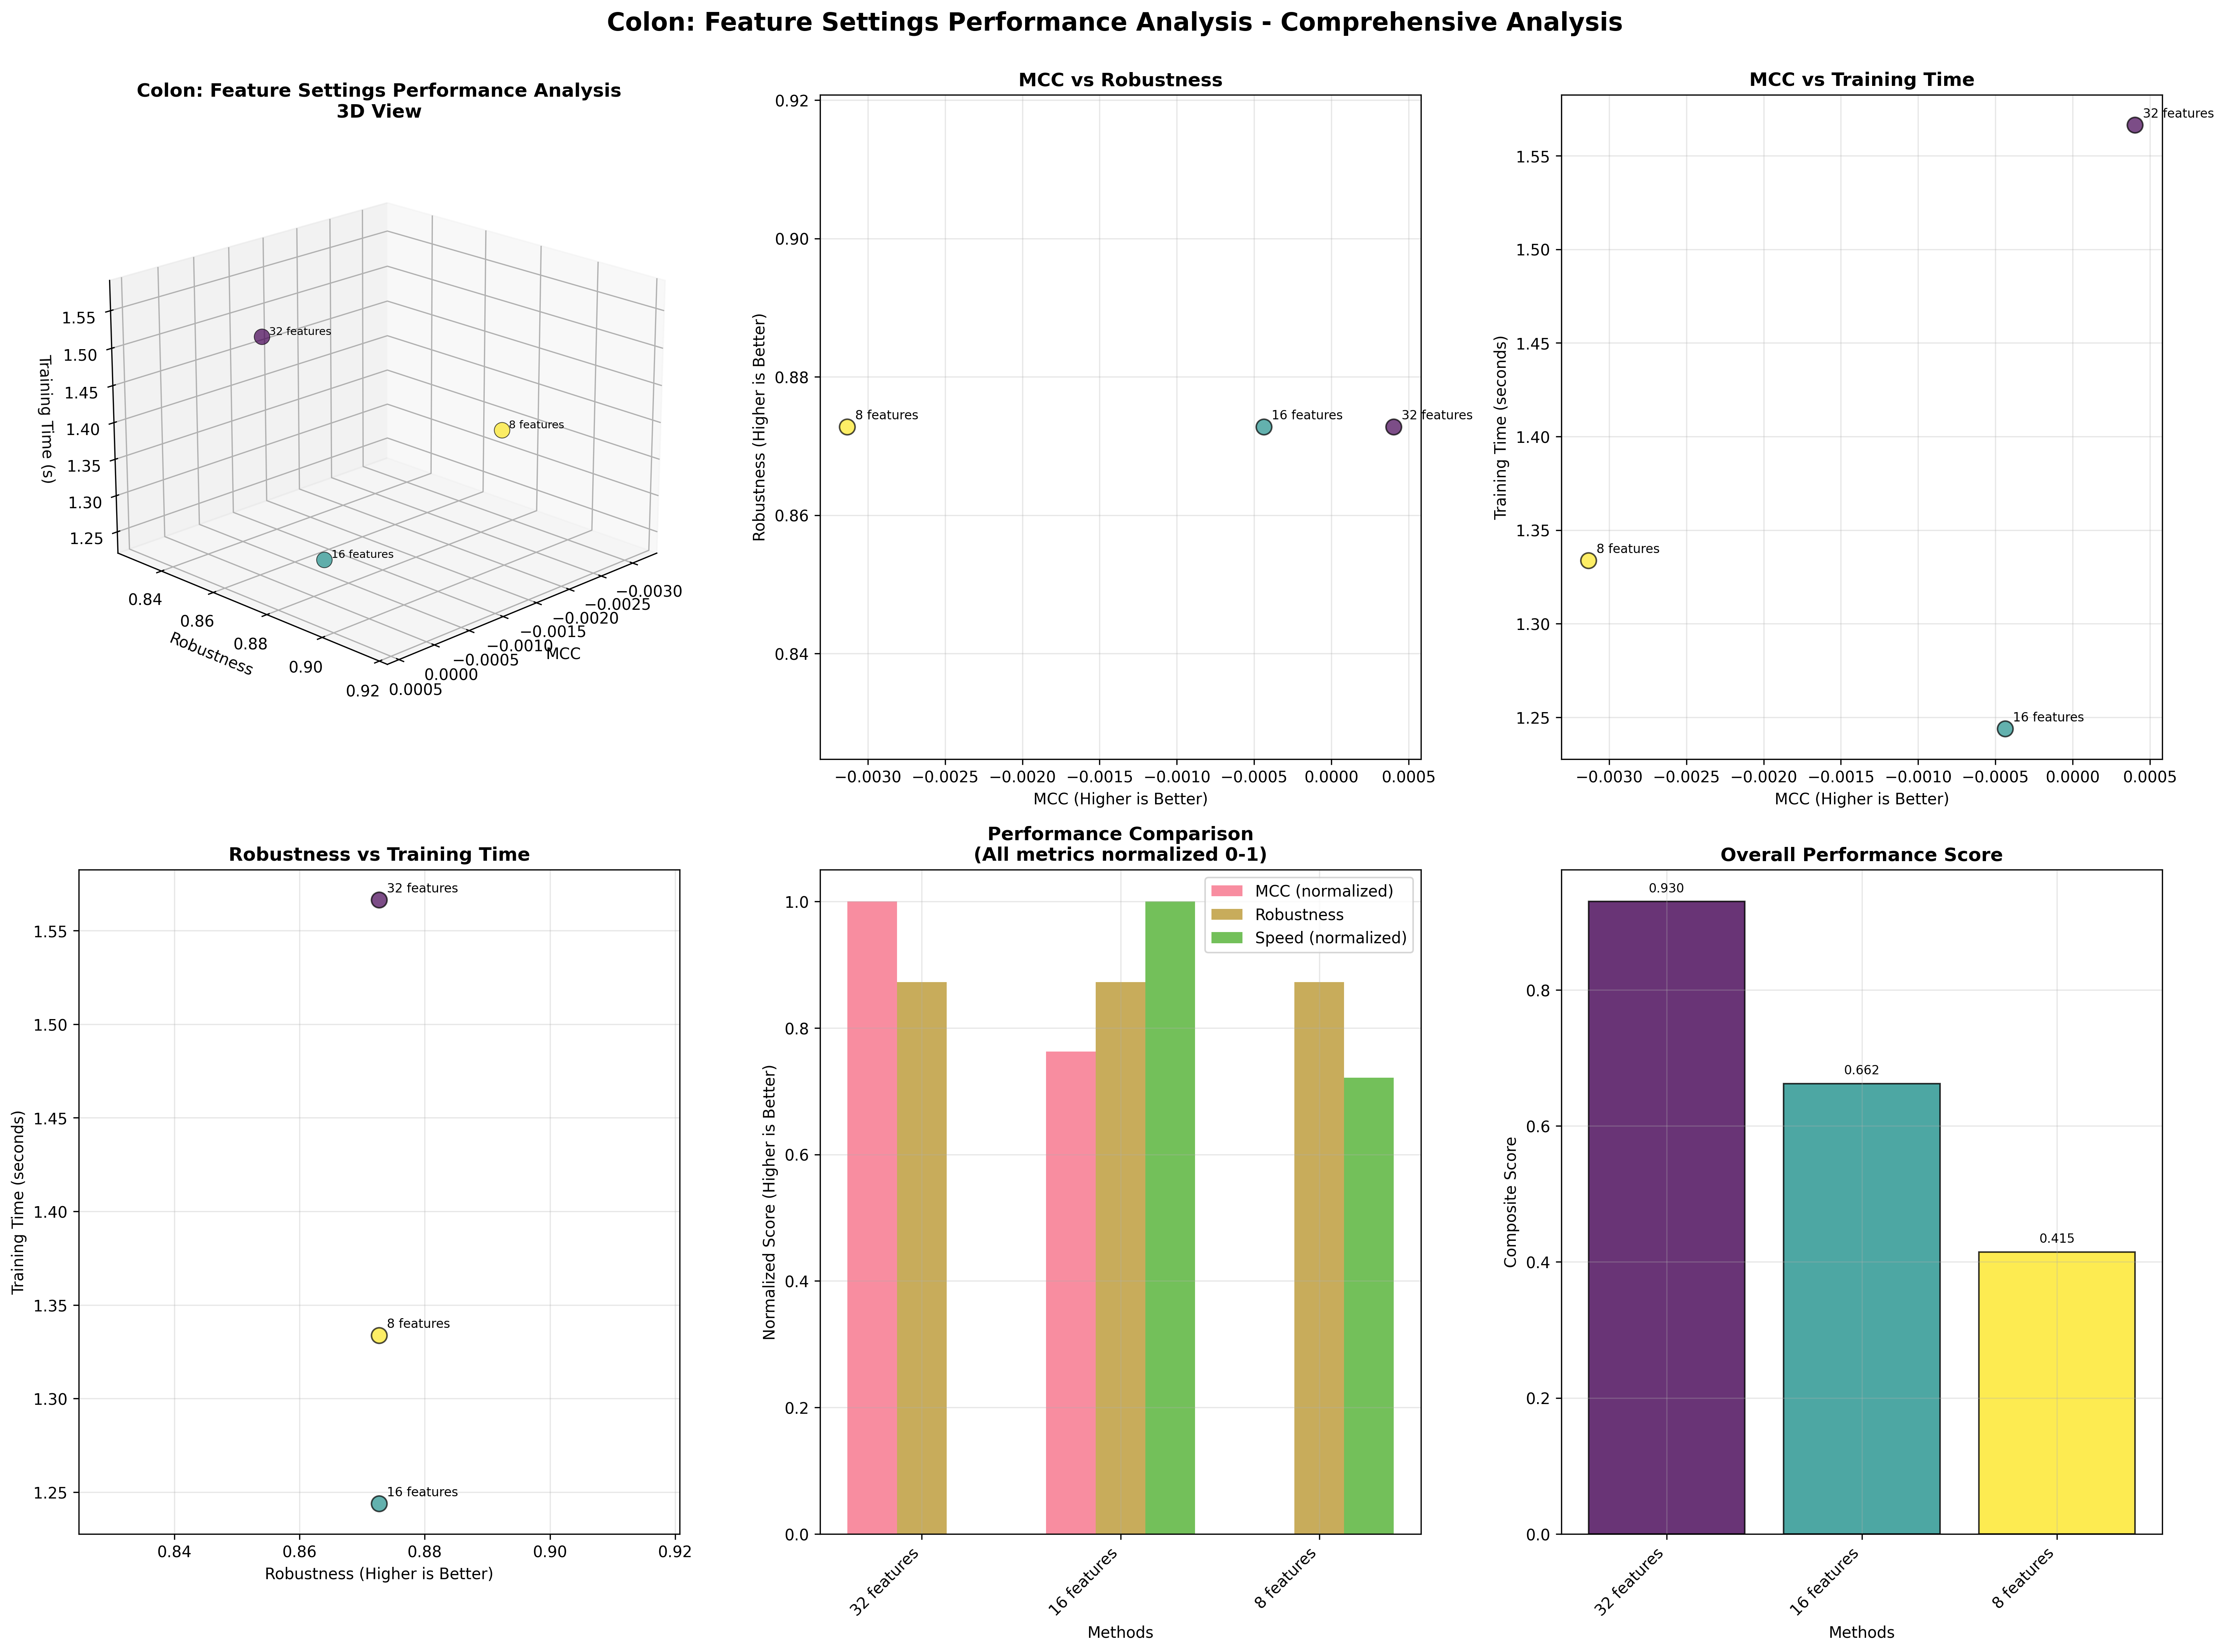 Colon: Feature Settings Performance Analysis - Comprehensive Analysis
Colon: Feature Settings Performance Analysis
3D View
1.55
1.50
1.45
1.40
1.35
1.30
1.25
Training Time (s)
32 features
8 features
16 features
0.84
0.86
0.88
0.90
0.92
Robustness
−0.0030
−0.0025
−0.0020
−0.0015
−0.0010
−0.0005
0.0000
0.0005
MCC
MCC vs Robustness
0.92
0.90
0.88
0.86
0.84
Robustness (Higher is Better)
8 features
16 features
32 features
−0.0030 −0.0025 −0.0020 −0.0015 −0.0010 −0.0005 0.0000 0.0005
MCC (Higher is Better)
MCC vs Training Time
1.55
1.50
1.45
1.40
1.35
1.30
1.25
Training Time (seconds)
32 features
8 features
16 features
−0.0030 −0.0025 −0.0020 −0.0015 −0.0010 −0.0005 0.0000 0.0005
MCC (Higher is Better)
Robustness vs Training Time
1.55
1.50
1.45
1.40
1.35
1.30
1.25
Training Time (seconds)
32 features
8 features
16 features
0.84 0.86 0.88 0.90 0.92
Robustness (Higher is Better)
Performance Comparison
(All metrics normalized 0-1)
MCC (normalized)
Robustness
Speed (normalized)
1.0
0.8
0.6
0.4
0.2
0.0
Normalized Score (Higher is Better)
32 features
16 features
8 features
Methods
Overall Performance Score
0.930
0.662
0.415
0.8
0.6
0.4
0.2
0.0
Composite Score
32 features
16 features
8 features
Methods